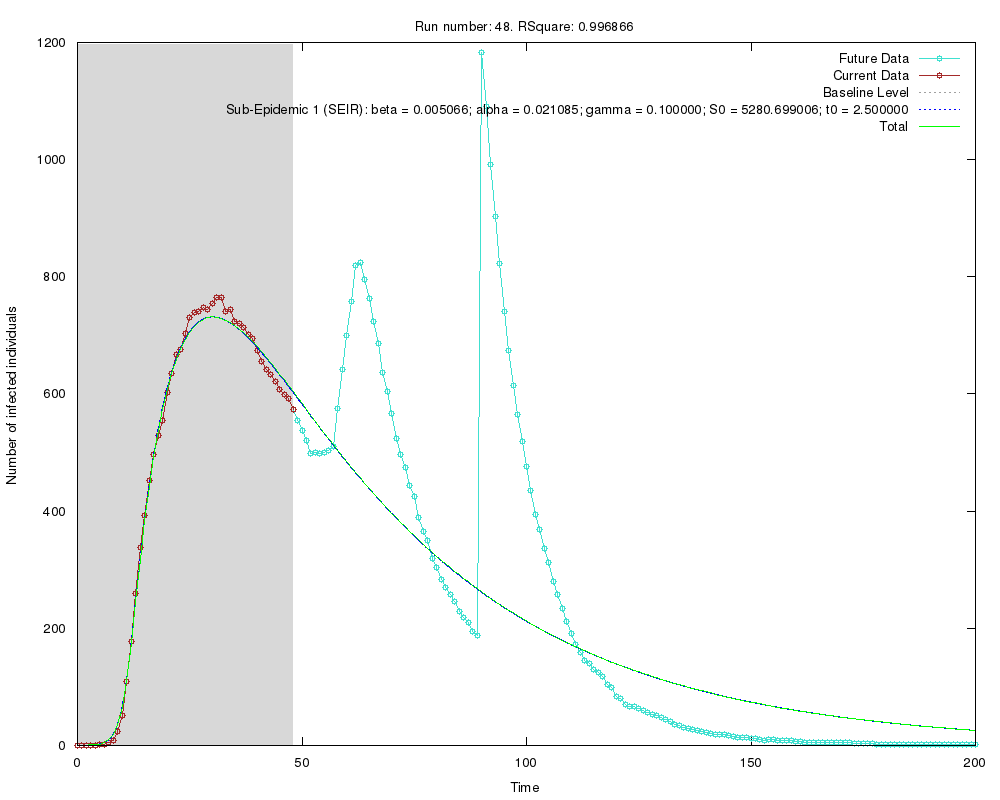 Run number: 48. RSquare: 0.996866
1200
1000
800
600
400
200
0
Number of infected individuals
Future Data
Current Data
Baseline Level
Sub-Epidemic 1 (SEIR): beta = 0.005066; alpha = 0.021085; gamma = 0.100000; S0 = 5280.699006; t0 = 2.500000
Total
0 50 100 150 200
Time